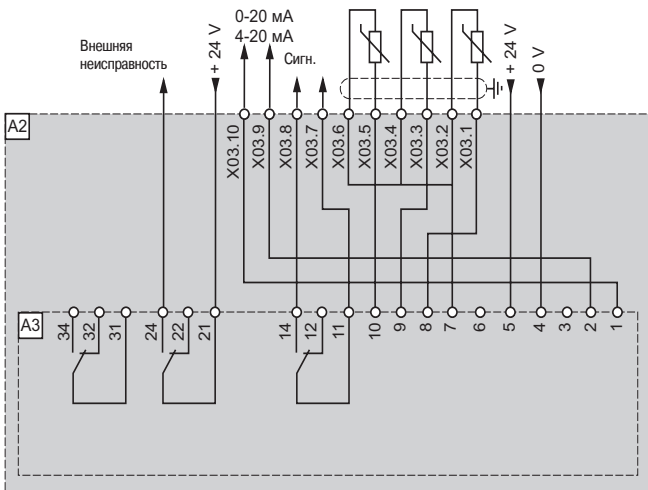 0-20 мА
4-20 мА
Внешняя
неисправность
+ 24 V
Сигн.
+ 24 V
0 V
A2
X03.10
X03.9
X03.8
X03.7
X03.6
X03.5
X03.4
X03.3
X03.2
X03.1
A3
34
32
31
24
22
21
14
12
11
10
9
8
7
6
5
4
3
2
1